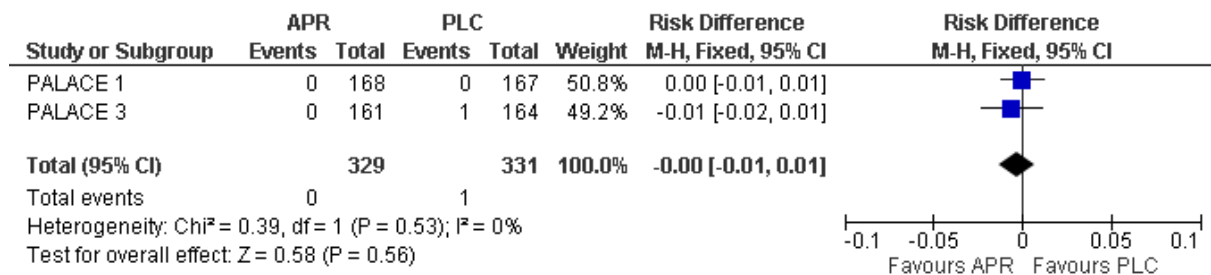 APR PLC Risk Difference Risk Difference
Study or Subgroup Events Total Events Total Weight M-H, Fixed, 95% CI M-H, Fixed, 95% CI
PALACE 1 0 168 0 167 50.8% 0.00 [-0.01, 0.01]
PALACE 3 0 161 1 164 49.2% -0.01 [-0.02, 0.01]
Total (95% CI) 329 331 100.0% -0.00 [-0.01, 0.01]
Total events 0 1
Heterogeneity: Chi² = 0.39, df = 1 (P = 0.53); I² = 0%
Test for overall effect: Z = 0.58 (P = 0.56)
-0.1 -0.05 0 0.05 0.1
Favours APR Favours PLC